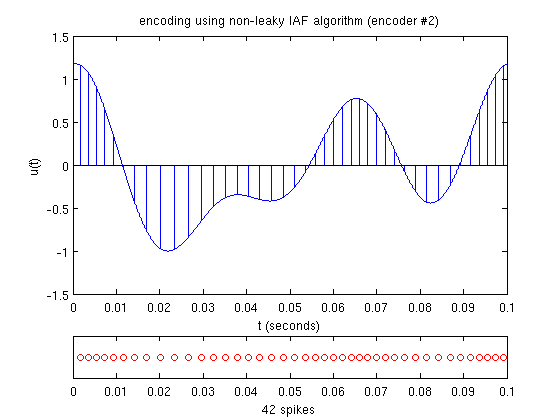 encoding using non-leaky IAF algorithm (encoder #2)
1.5
1
0.5
0
-0.5
-1
-1.5
u(t)
0 0.01 0.02 0.03 0.04 0.05 0.06 0.07 0.08 0.09 0.1
t (seconds)
0 0.01 0.02 0.03 0.04 0.05 0.06 0.07 0.08 0.09 0.1
42 spikes